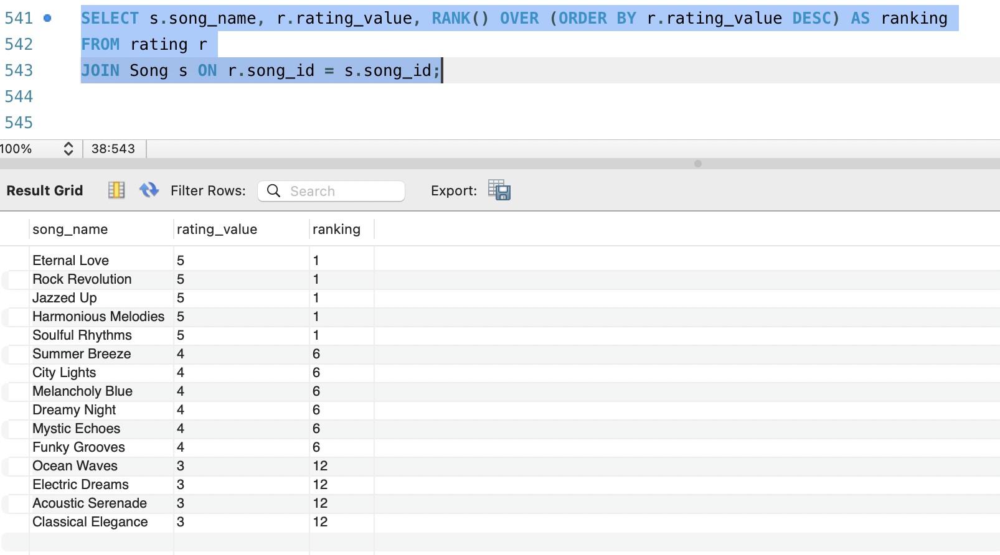 541 SELECT s.song_name, r.rating_value, RANK() OVER (ORDER BY r.rating_value DESC) AS ranking
542 FROM rating r
543 JOIN Song s ON r.song_id = s.song_id;
544
545
100% 38:543
Result Grid Filter Rows: Search Export:
song_name rating_value ranking
Eternal Love 5 1
Rock Revolution 5 1
Jazzed Up 5 1
Harmonious Melodies 5 1
Soulful Rhythms 5 1
Summer Breeze 4 6
City Lights 4 6
Melancholy Blue 4 6
Dreamy Night 4 6
Mystic Echoes 4 6
Funky Grooves 4 6
Ocean Waves 3 12
Electric Dreams 3 12
Acoustic Serenade 3 12
Classical Elegance 3 12